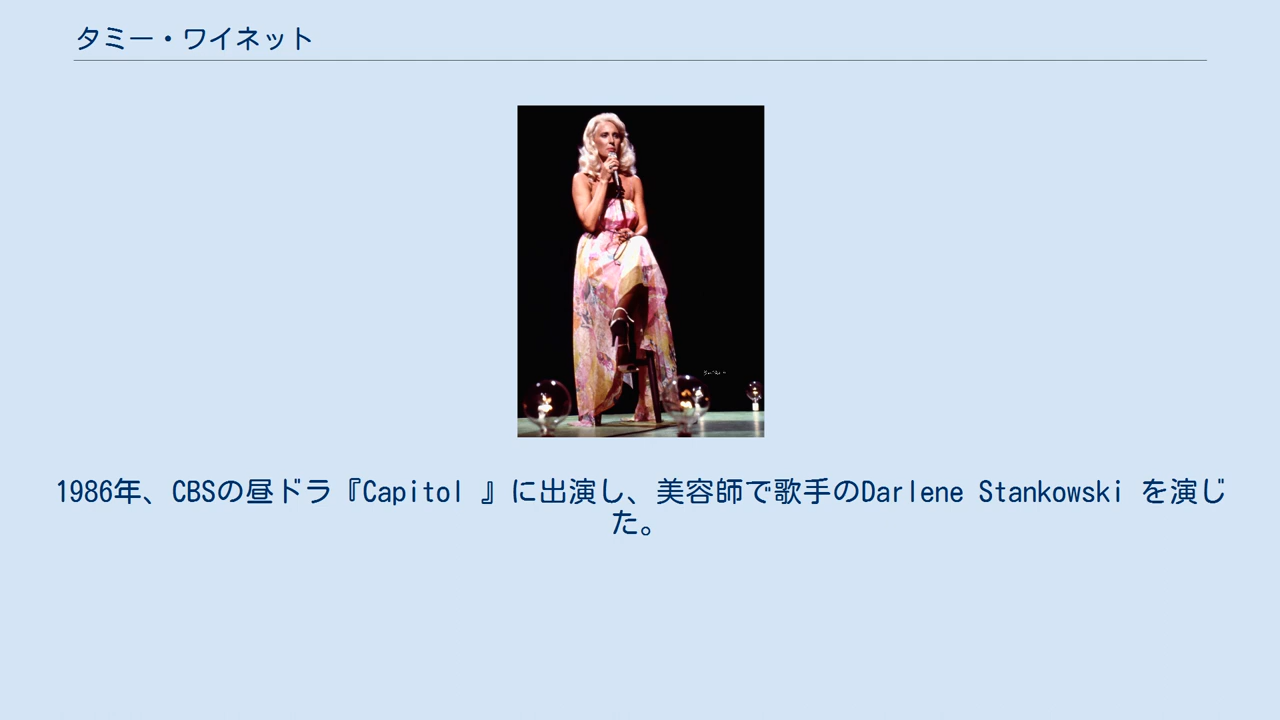 タミー・ワイネット
1986年、CBSの昼ドラ『Capitol 』に出演し、美容師で歌手のDarlene Stankowski を演じ
た。